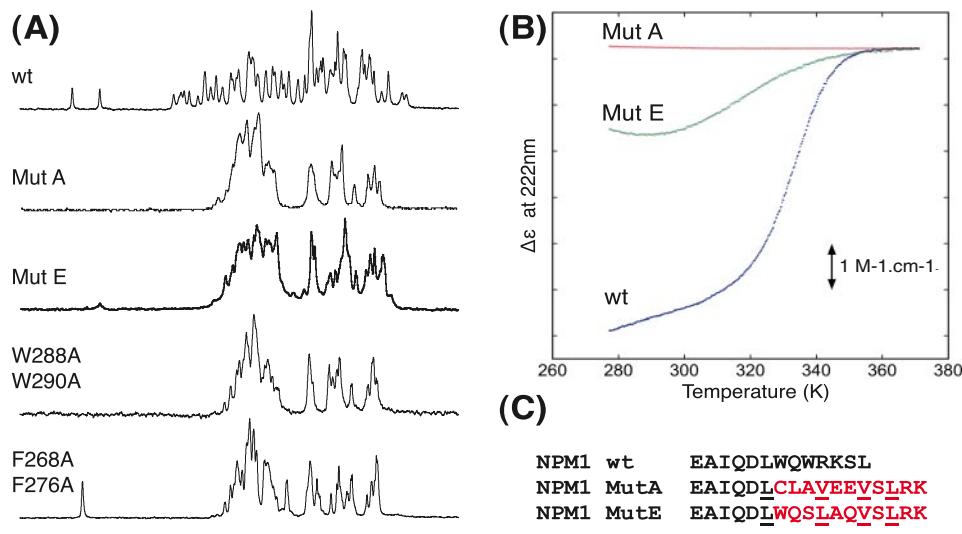 (A)
wt
Mut A
Mut E
W288A
W290A
F268A
F276A
(B)
Mut A
Mut E
wt
Δε at 222nm
1 M-1.cm-1-
260 280 300 320 340 360 380
Temperature (K)
(C)
NPM1 wt EAIQDLWQWRKSL
NPM1 MutA EAIQDLCLAVEEVSLRK
NPM1 MutE EAIQDLWQSLAQVSLRK